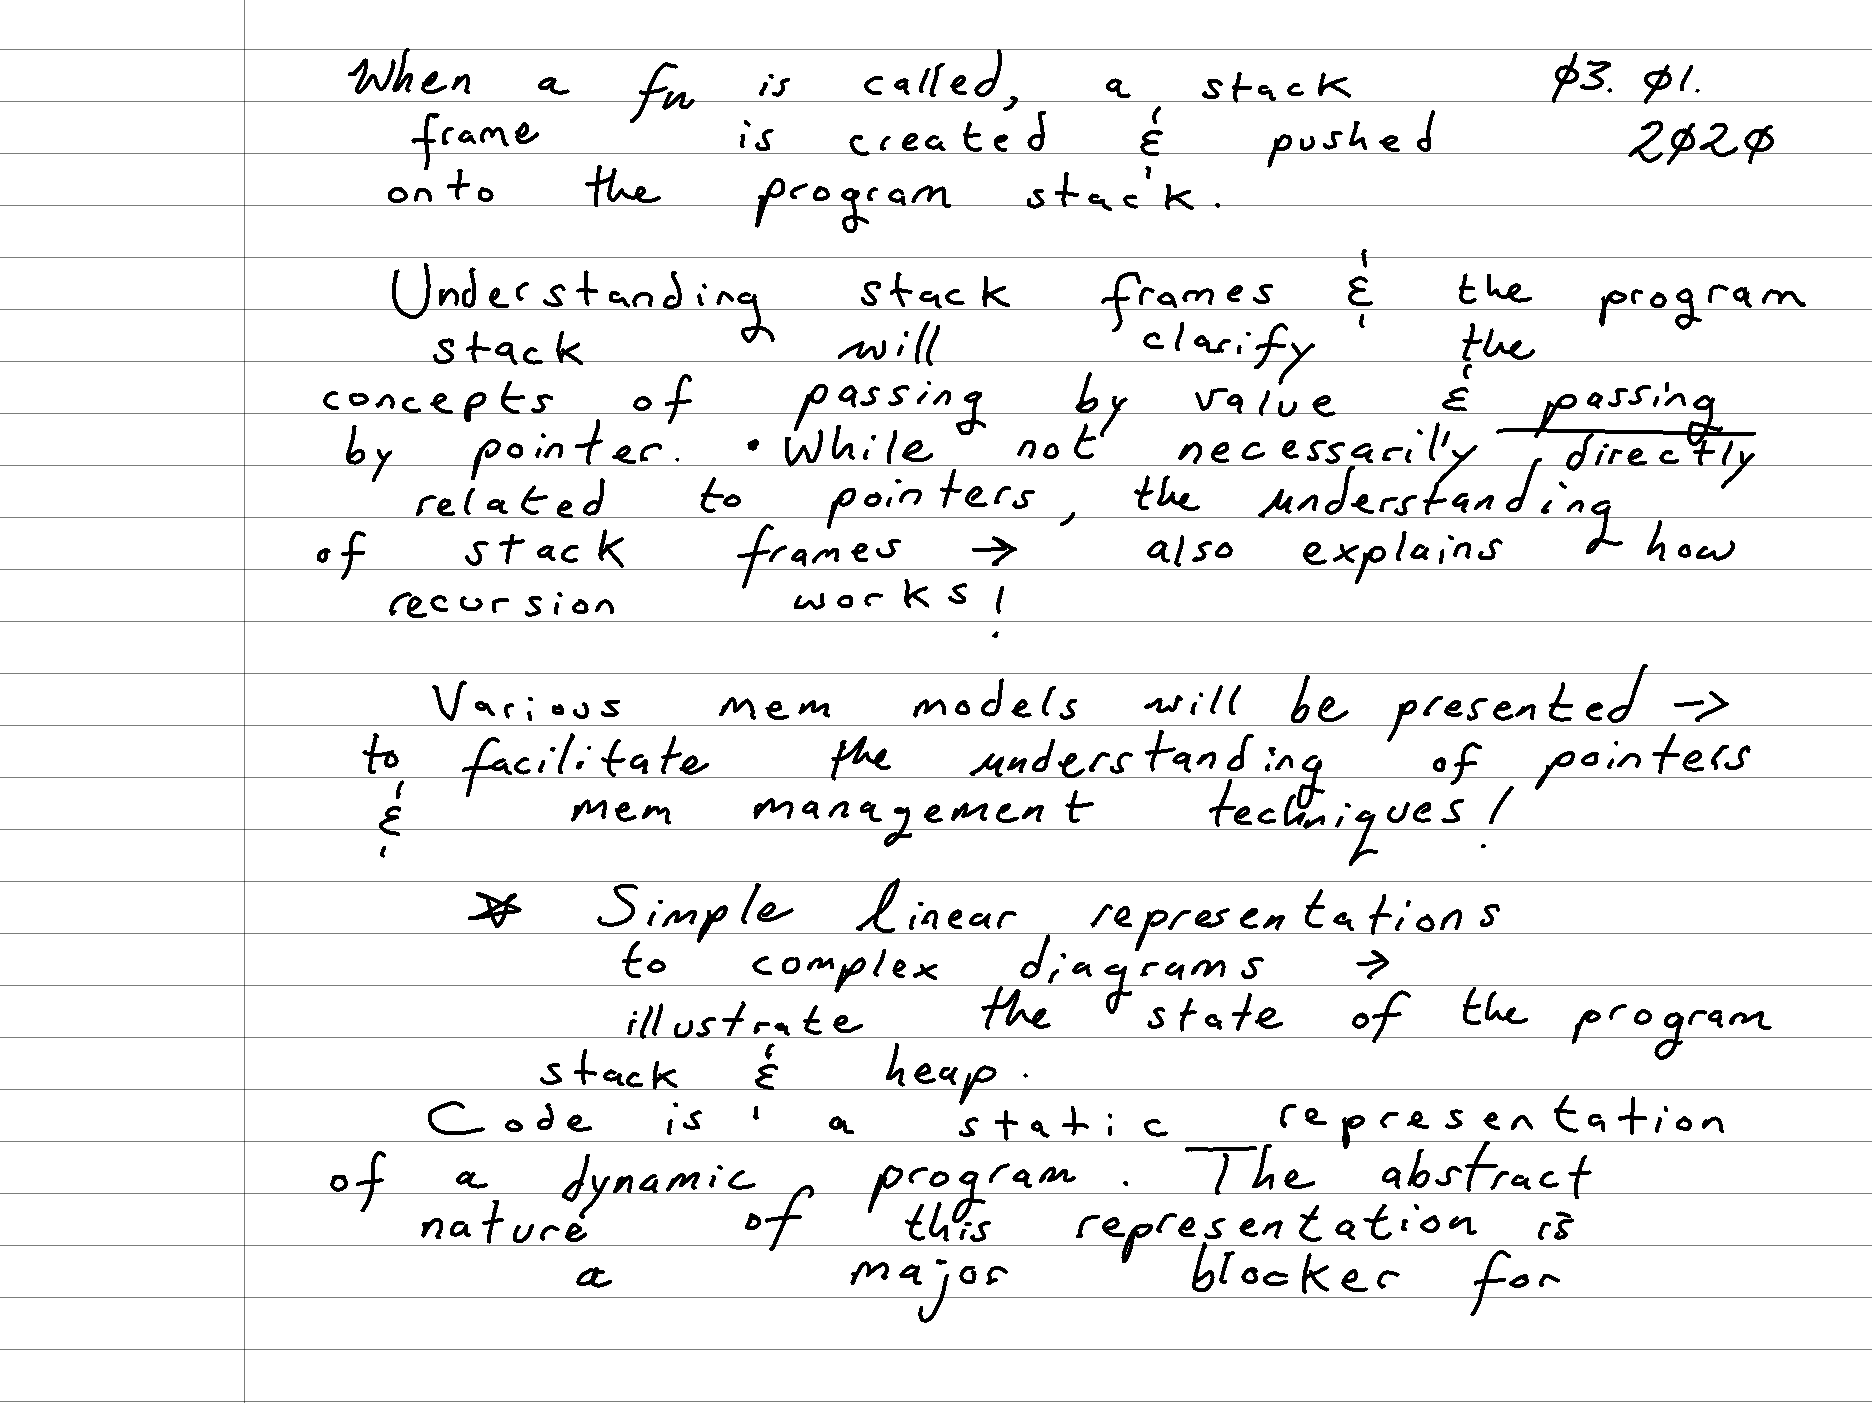 When a fn is called, a stack ø3. ø1.
frame is created & pushed 2ø2ø
onto the program stack.
Understanding stack frames & the program
stack will clarify the
concepts of passing by value & passing
by pointer. • While not necessarily directly
related to pointers, the understanding
of stack frames → also explains how
recursion works!
Various mem models will be presented →
to facilitate the understanding of pointers
& mem management techniques!
☆ Simple linear representations
to complex diagrams →
illustrate the state of the program
stack & heap.
Code is a static representation
of a dynamic program. The abstract
nature of this representation is
a major blocker for